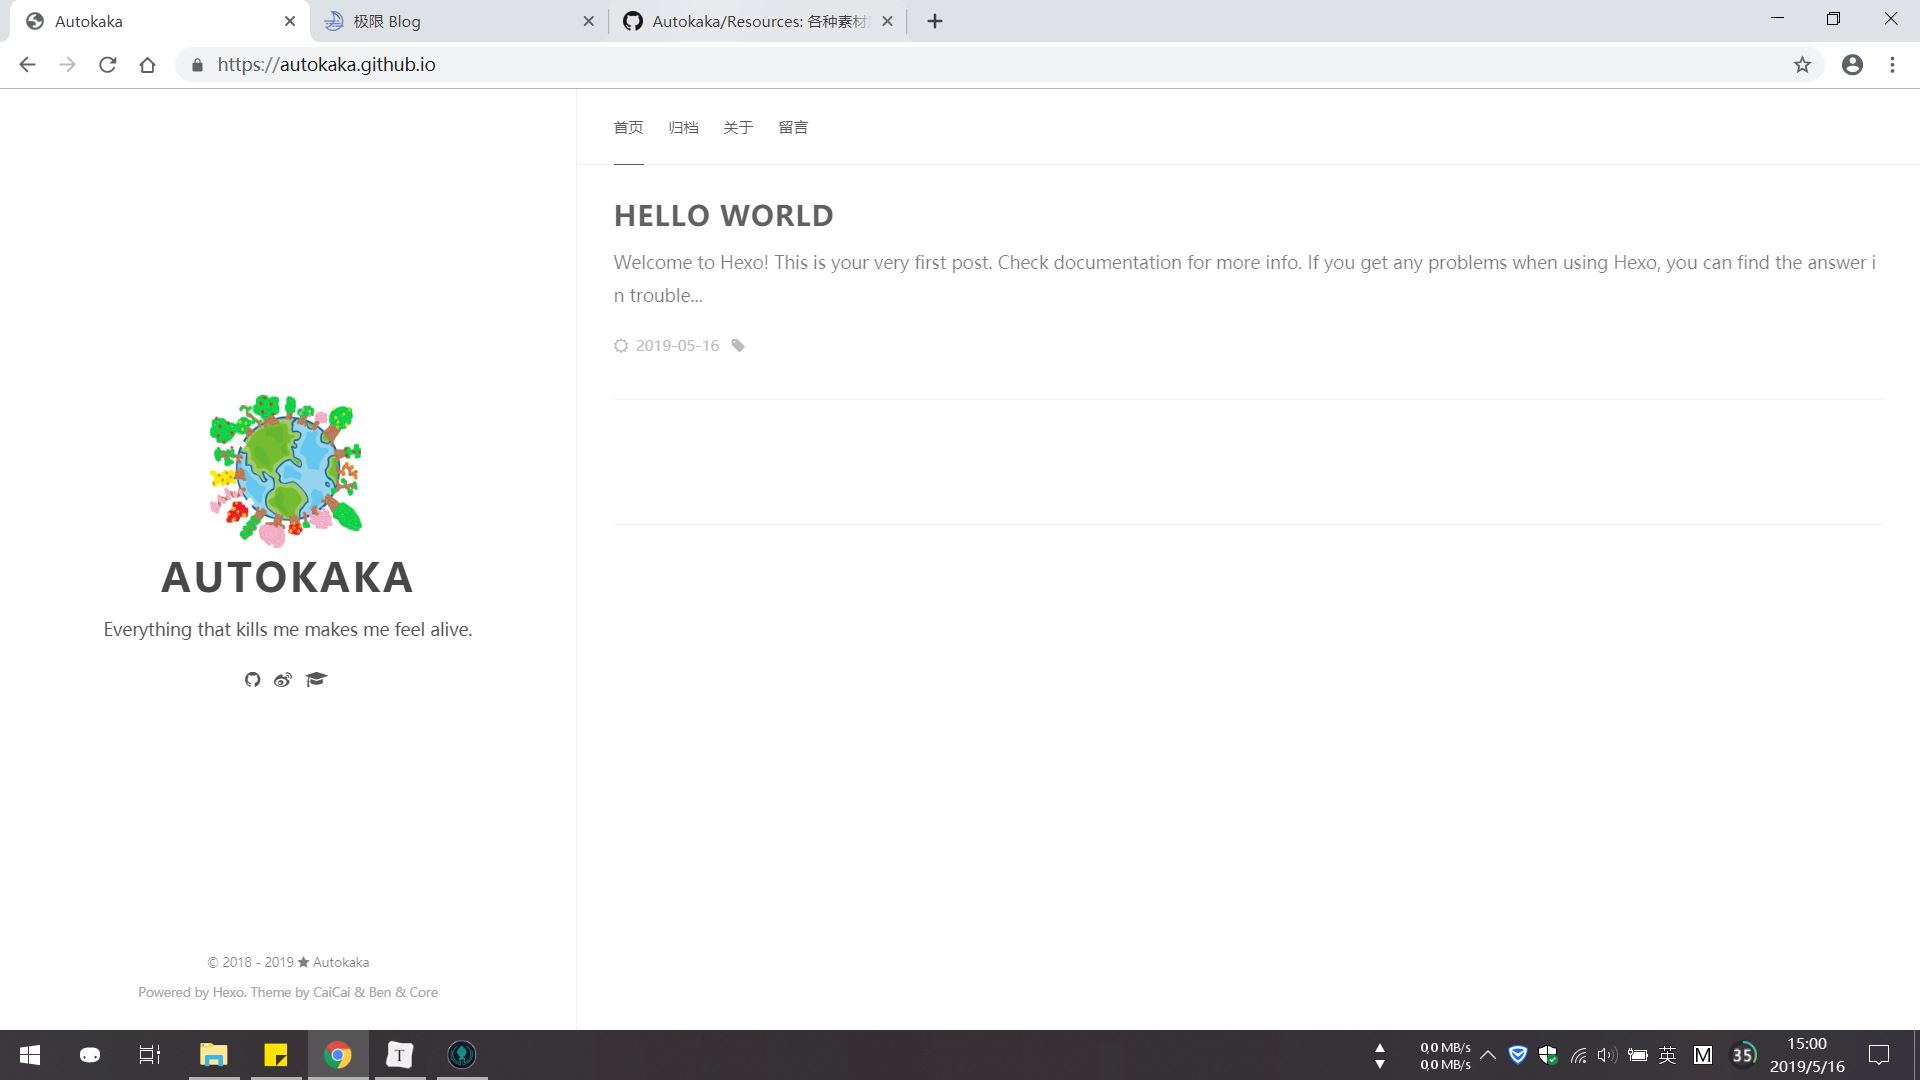 Autokaka
极限 Blog
Autokaka/Resources: 各种素材
https://autokaka.github.io
首页 归档 关于 留言
HELLO WORLD
Welcome to Hexo! This is your very first post. Check documentation for more info. If you get any problems when using Hexo, you can find the answer i
n trouble...
2019-05-16
AUTOKAKA
Everything that kills me makes me feel alive.
© 2018 - 2019 ★ Autokaka
Powered by Hexo. Theme by CaiCai & Ben & Core
T
0,0 MB/s
0,0 MB/s
英
M
35
15:00
2019/5/16